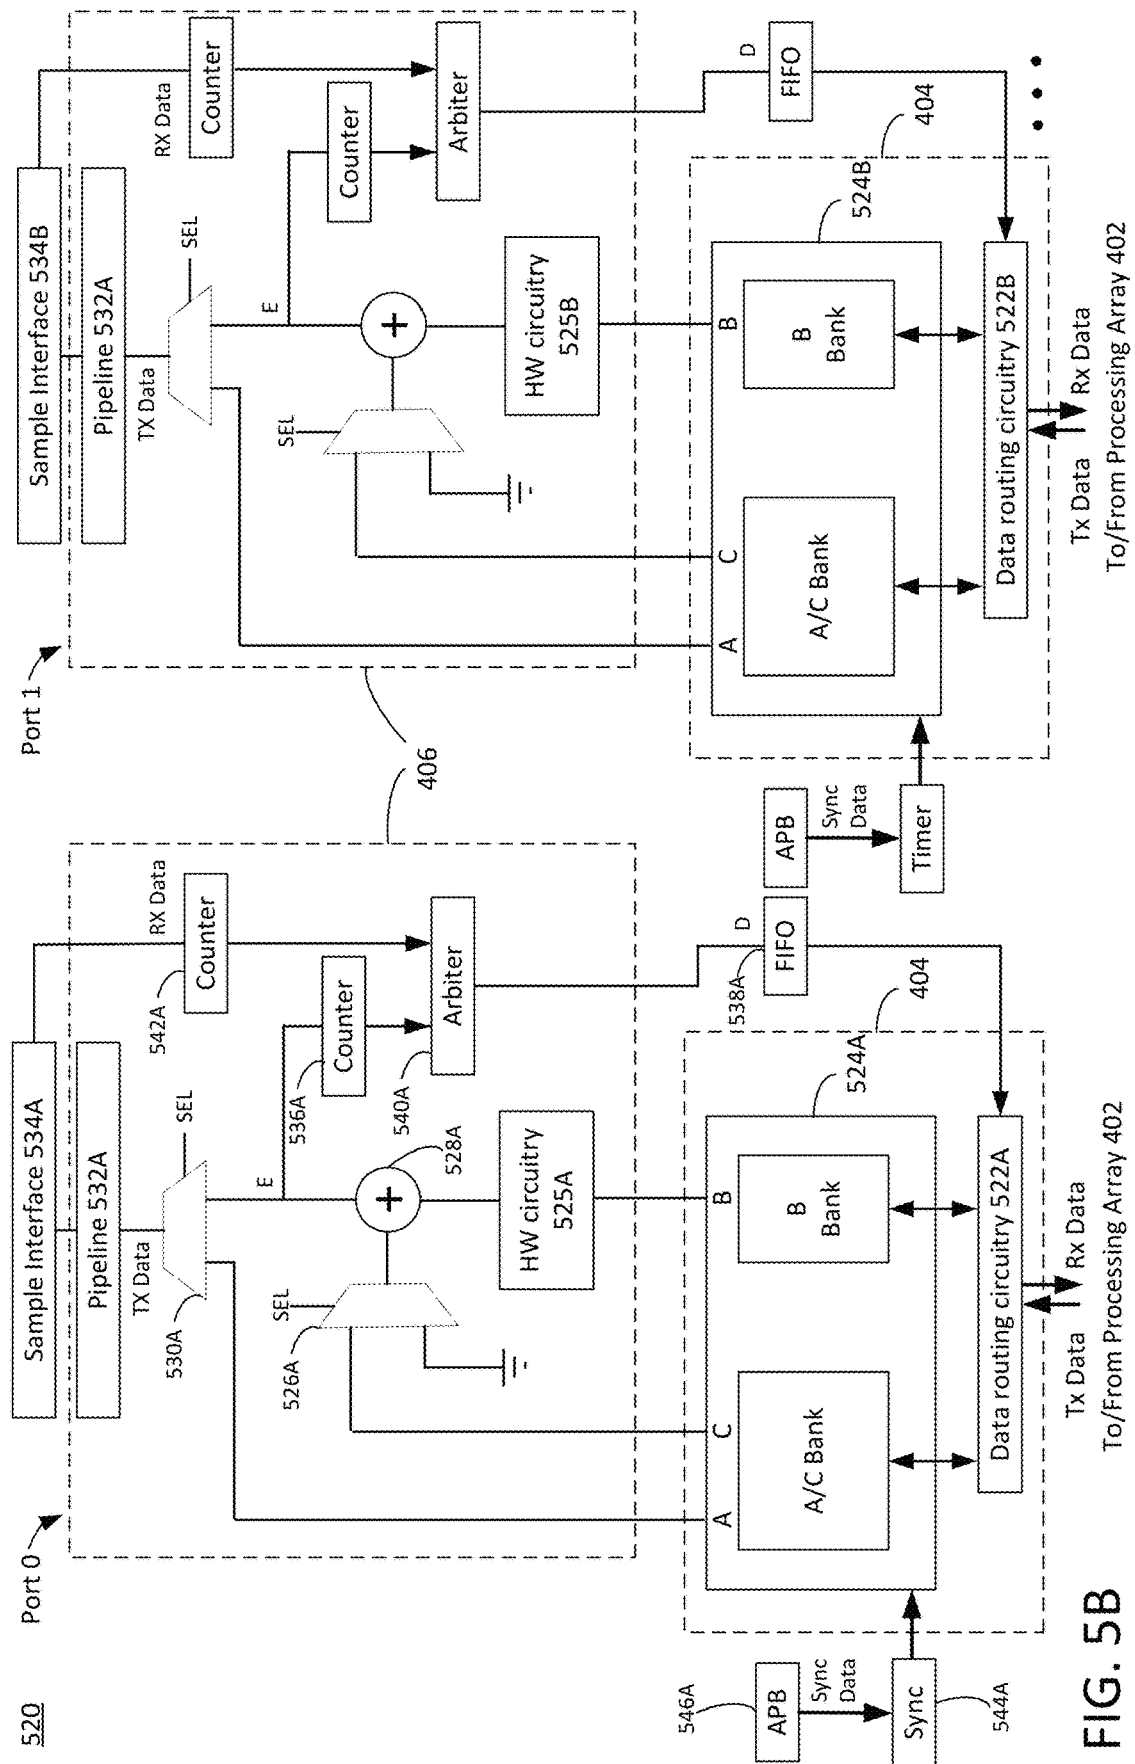 520
Port 0
Sample Interface 534A
Pipeline 532A
TX Data
530A
SEL
RX Data
542A
Counter
E
536A
Counter
SEL
526A
528A
540A
Arbiter
HW circuitry
525A
406
A
C
B
D
538A
FIFO
404
524A
A/C Bank
B
Bank
546A
APB
Sync
Data
Sync
544A
Data routing circuitry 522A
Tx Data
Rx Data
To/From Processing Array 402
Port 1
Sample Interface 534B
Pipeline 532A
TX Data
SEL
RX Data
Counter
E
Counter
SEL
Arbiter
HW circuitry
525B
A
C
B
D
FIFO
404
524B
A/C Bank
B
Bank
APB
Sync
Data
Timer
Data routing circuitry 522B
Tx Data
Rx Data
To/From Processing Array 402
FIG. 5B